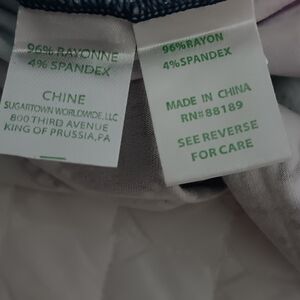 96% RAYONNE
4% SPANDEX
CHINE
SUGARTOWN WORLDWIDE, LLC
800 THIRD AVENUE
KING OF PRUSSIA, PA
96% RAYON
4% SPANDEX
MADE IN CHINA
RN#88189
SEE REVERSE
FOR CARE